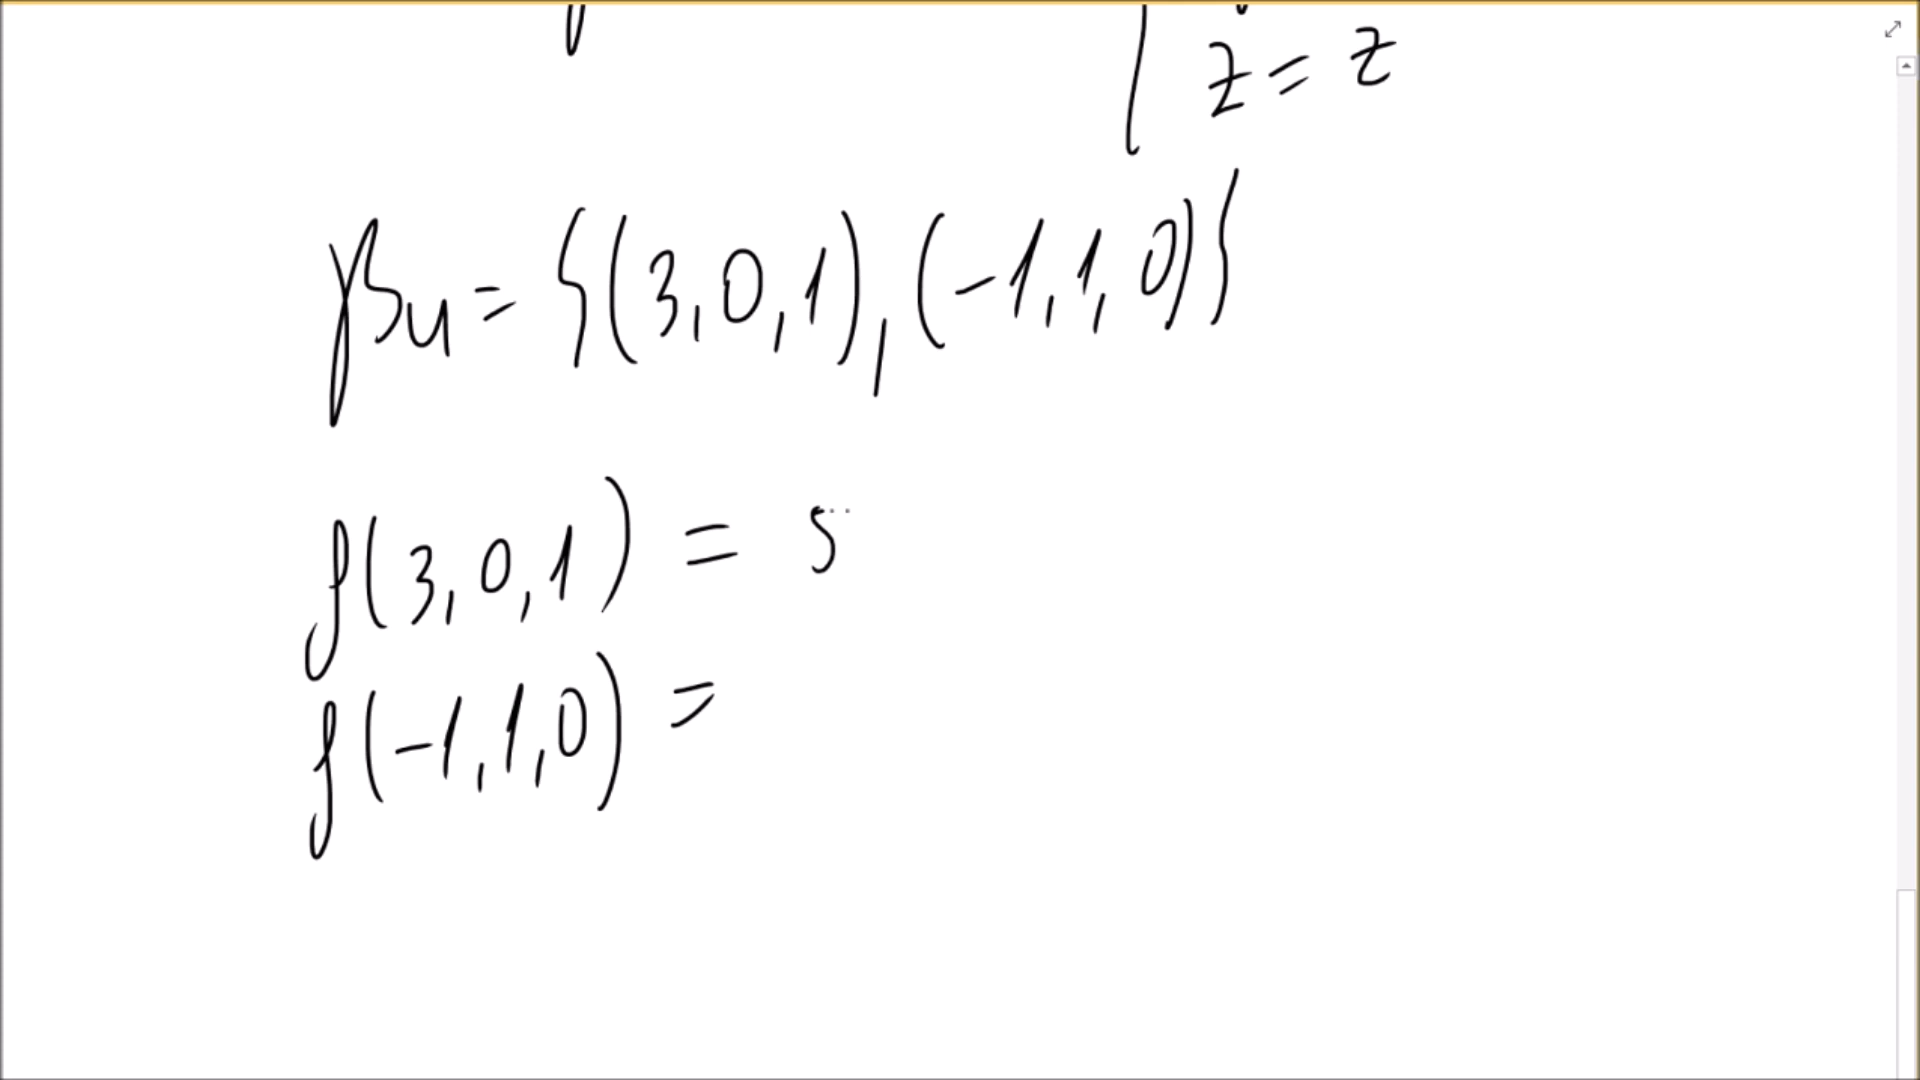 z = z
βu = {(3,0,1), (-1,1,0)}
f(3,0,1) = 5
f(-1,1,0) =